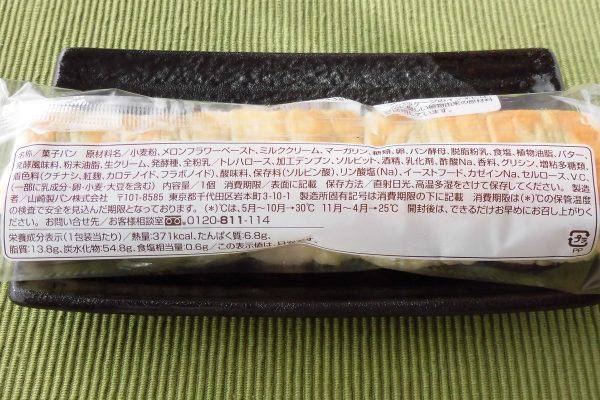 名称/菓子パン 原材料名/小麦粉、メロンフラワーペースト、ミルククリーム、マーガリン、糖類、卵、パン酵母、脱脂粉乳、食塩、植物油脂、バター、
発酵風味料、粉末油脂、生クリーム、発酵種、全粉乳/トレハロース、加工デンプン、ソルビット、酒精、乳化剤、酢酸Na、香料、グリシン、増粘多糖類、
着色料(クチナシ、紅麹、カロテノイド、フラボノイド)、酸味料、保存料(ソルビン酸)、リン酸塩(Na)、イーストフード、カゼインNa、セルロース、V.C、
(一部に乳成分・卵・小麦・大豆を含む) 内容量/1個 消費期限/表面に記載 保存方法/直射日光、高温多湿をさけて保存してください。 製造
者/山崎製パン株式会社 〒101-8585 東京都千代田区岩本町3-10-1 製造所固有記号は消費期限の下に記載 消費期限は(*)℃の保管温度
の検査で安全を見込んだ期限となっております。 (*)℃は、5月~10月→30℃ 11月~4月→25℃ 開封後は、できるだけお早めにお召し上がりく
ださい。 お問い合せ先/お客様相談室 0120-811-114
栄養成分表示(1包装当たり)/熱量:371kcal、たんぱく質:6.8g、
脂質:13.8g、炭水化物:54.8g、食塩相当量:0.6g/この表示値は、目安です。
プラ
PP